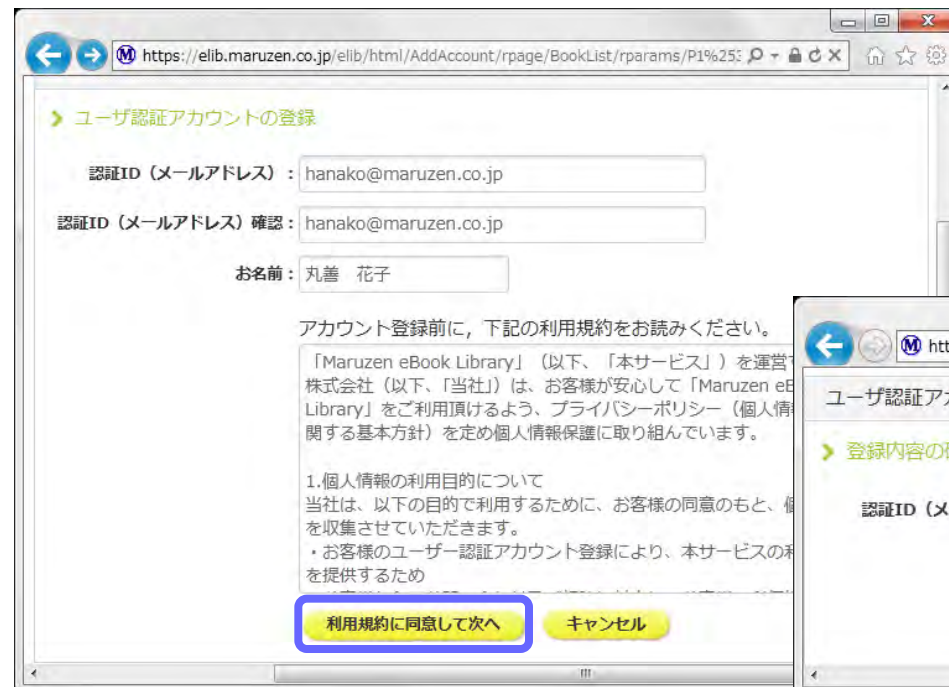 https://elib.maruzen.co.jp/elib/html/AddAccount/rpage/BookList/rparams/P1%25
ユーザ認証アカウントの登録
認証ID(メールアドレス): hanako@maruzen.co.jp
認証ID(メールアドレス)確認: hanako@maruzen.co.jp
お名前: 丸善 花子
アカウント登録前に,下記の利用規約をお読みください。
「Maruzen eBook Library」(以下、「本サービス」)を運営
株式会社(以下、「当社」)は、お客様が安心して「Maruzen eB
Library」をご利用頂けるよう、プライバシーポリシー(個人情
関する基本方針)を定め個人情報保護に取り組んでいます。
1.個人情報の利用目的について
当社は、以下の目的で利用するために、お客様の同意のもと、個
を収集させていただきます。
・お客様のユーザー認証アカウント登録により、本サービスの利
を提供するため
利用規約に同意して次へ キャンセル
htt
ユーザ認証アカ
登録内容の確
認証ID(メ